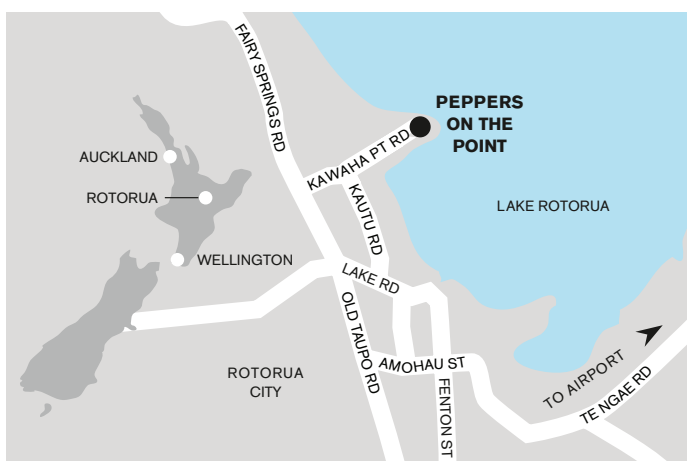 FAIRY SPRINGS RD
PEPPERS
ON THE
POINT
KAWAHA PT RD
AUCKLAND
ROTORUA
KAUTU RD
LAKE ROTORUA
WELLINGTON
LAKE RD
OLD TAUPO RD
AMOHAU ST
ROTORUA
CITY
FENTON ST
TO AIRPORT
TE NGAE RD